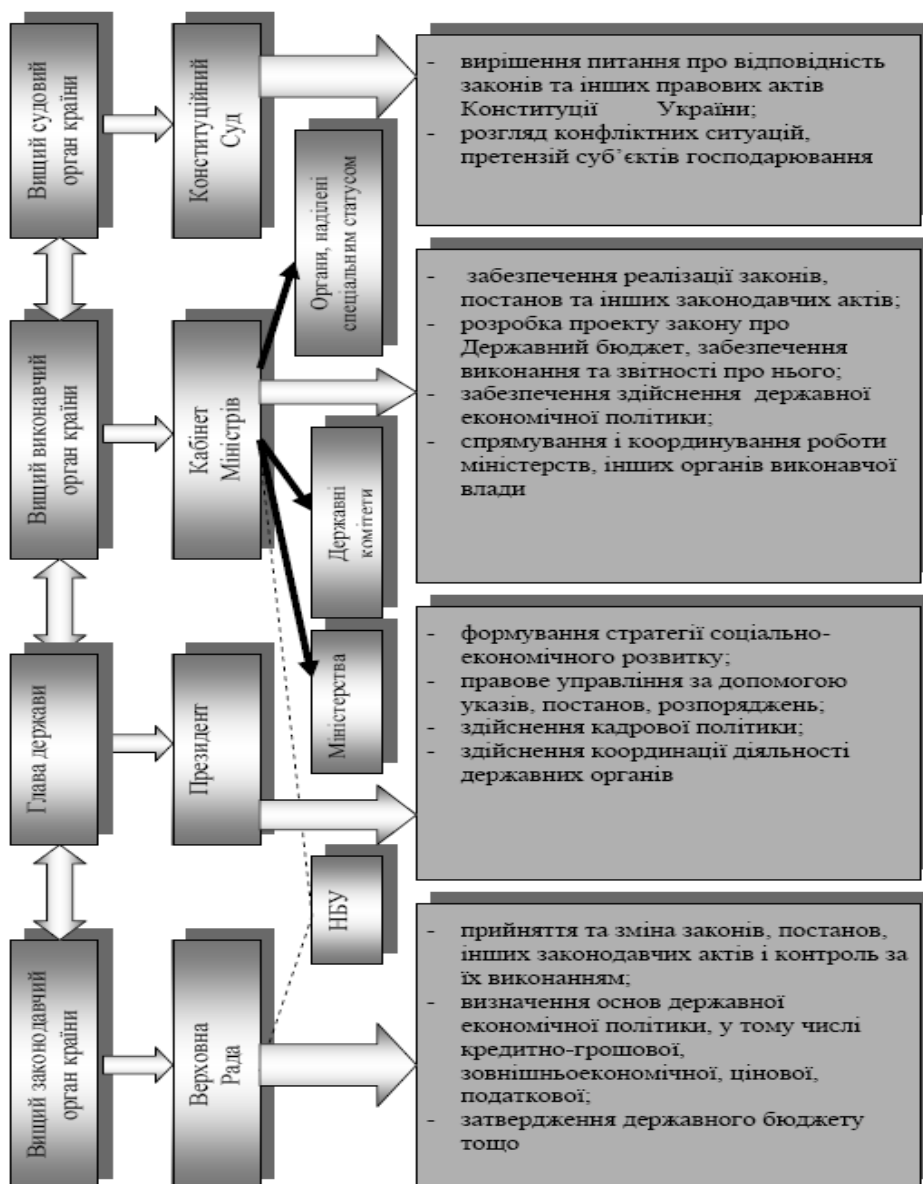 Вищий судовий
орган країни
Конституційний
Суд
- вирішення питання про відповідність
законів та інших правових актів
Конституції України;
- розгляд конфліктних ситуацій,
претензій суб’єктів господарювання
Органи, наділені
спеціальним статусом
Вищий виконавчий
орган країни
Кабінет
Міністрів
- забезпечення реалізації законів,
постанов та інших законодавчих актів;
- розробка проекту закону про
Державний бюджет, забезпечення
виконання та звітності про нього;
- забезпечення здійснення державної
економічної політики;
- спрямування і координування роботи
міністерств, інших органів виконавчої
влади
Державні
комітети
Міністерства
Глава держави
Президент
- формування стратегії соціально-
економічного розвитку;
- правове управління за допомогою
указів, постанов, розпоряджень;
- здійснення кадрової політики;
- здійснення координації діяльності
державних органів
НБУ
Вищий законодавчий
орган країни
Верховна
Рада
- прийняття та зміна законів, постанов,
інших законодавчих актів і контроль за
їх виконанням;
- визначення основ державної
економічної політики, у тому числі
кредитно-грошової,
зовнішньоекономічної, цінової,
податкової;
- затвердження державного бюджету
тощо